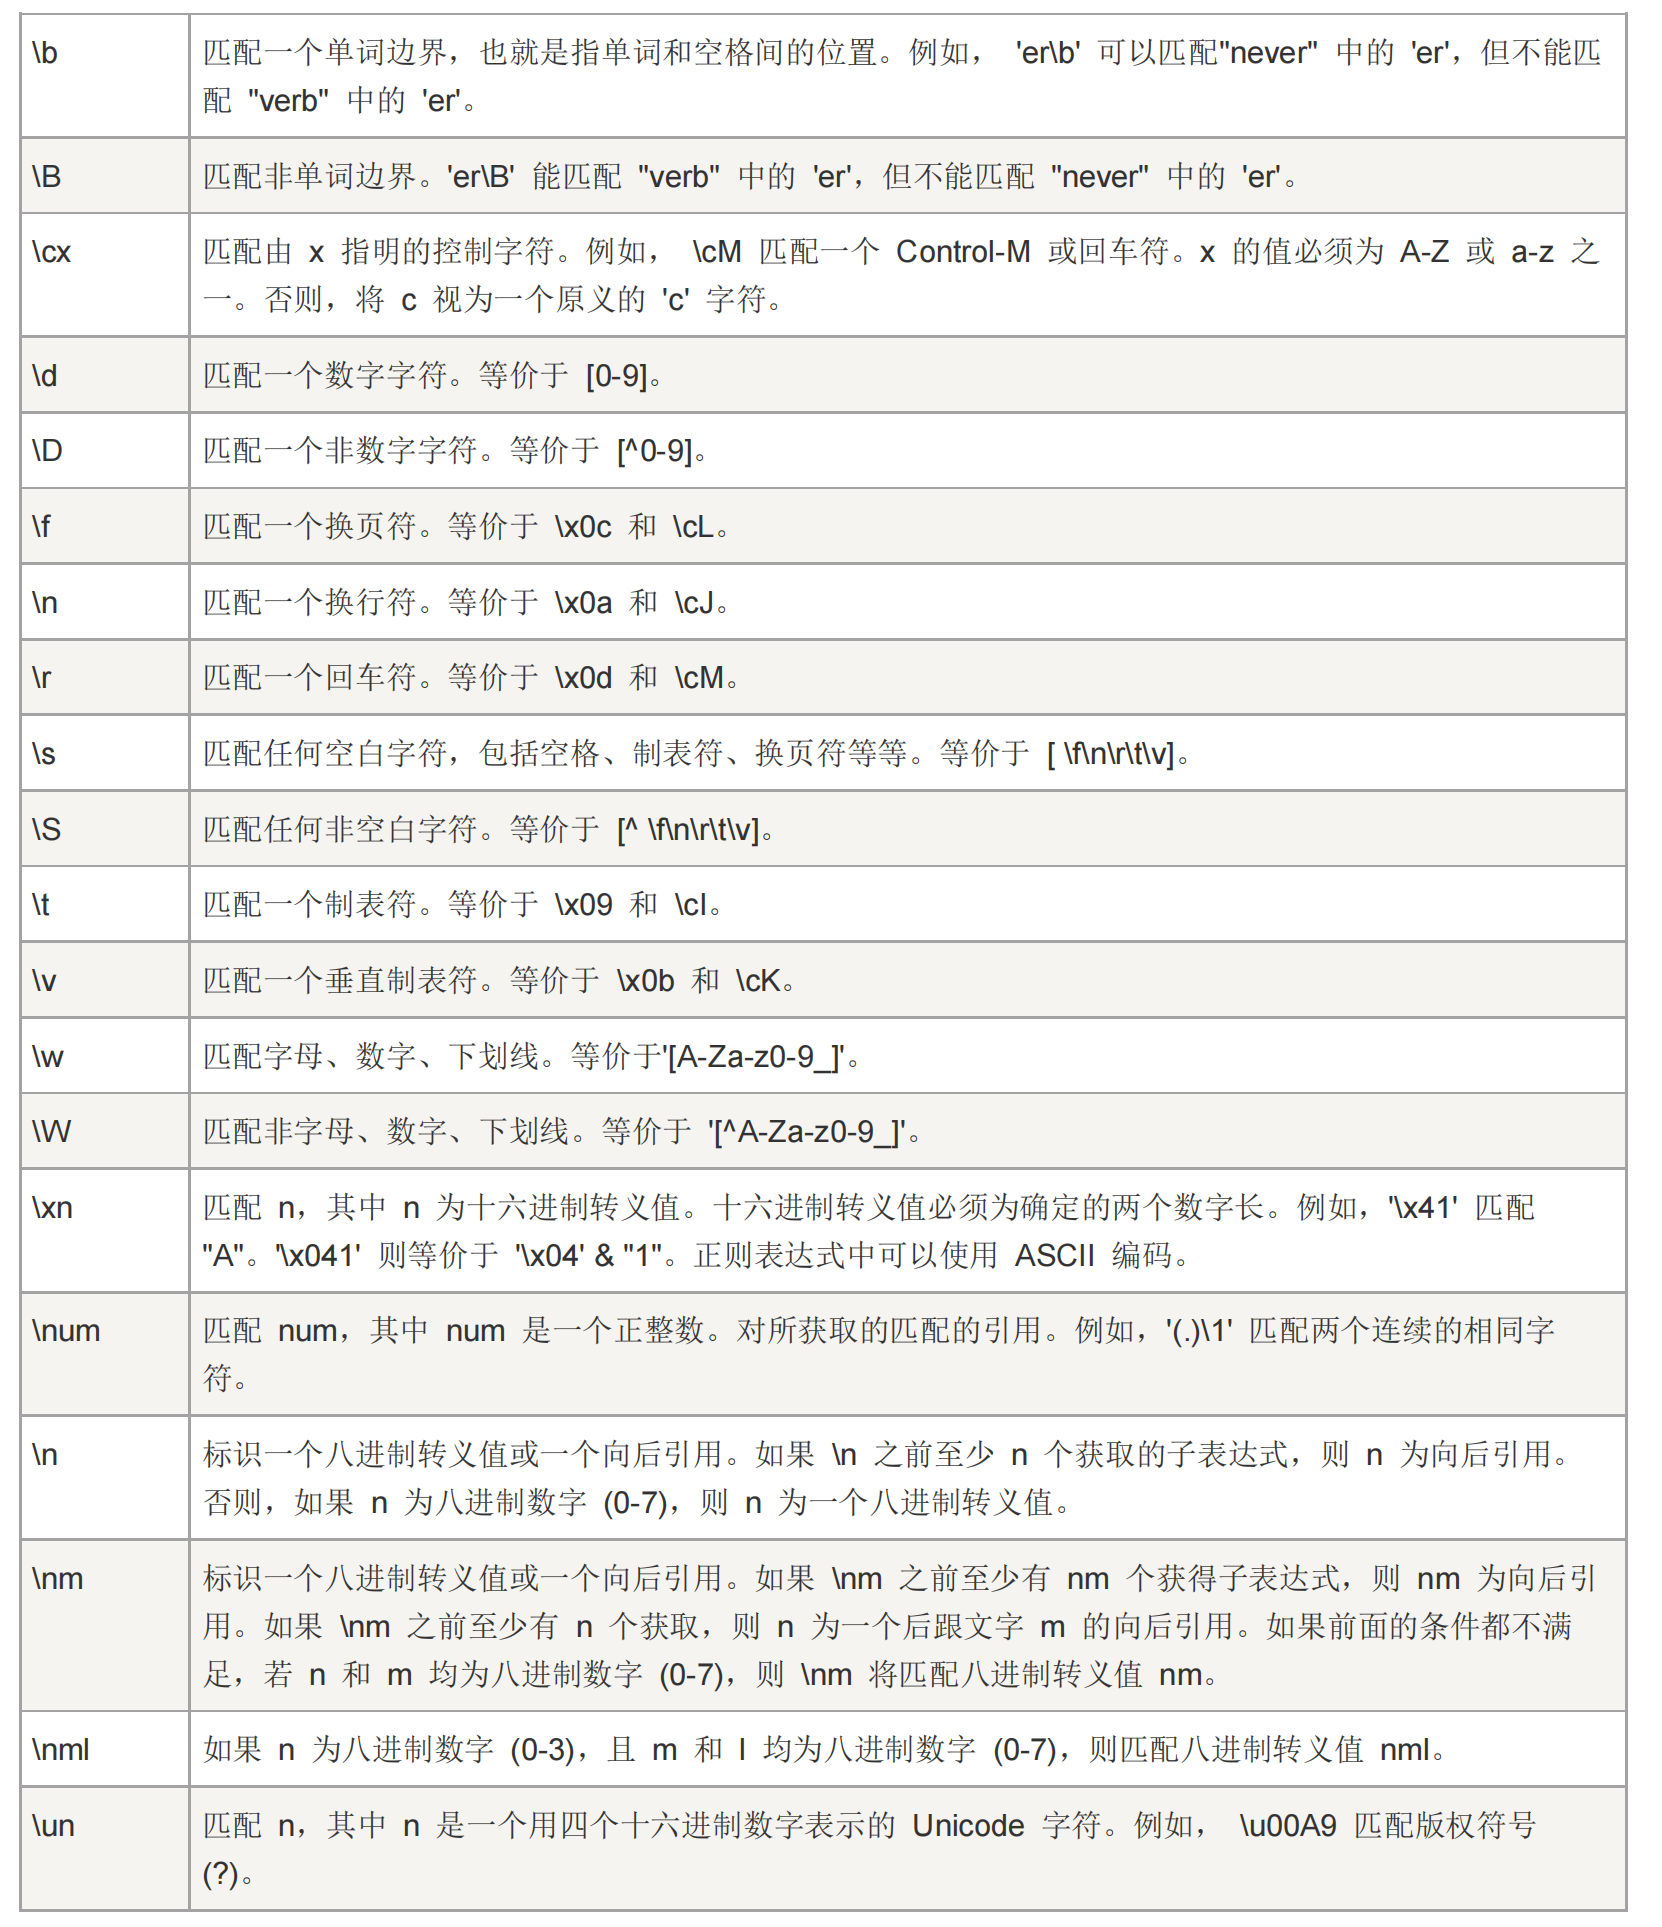 \b 匹配一个单词边界，也就是指单词和空格间的位置。例如， 'er\b' 可以匹配"never" 中的 'er'，但不能匹
配 "verb" 中的 'er'。
\B 匹配非单词边界。'er\B' 能匹配 "verb" 中的 'er'，但不能匹配 "never" 中的 'er'。
\cx 匹配由 x 指明的控制字符。例如， \cM 匹配一个 Control-M 或回车符。x 的值必须为 A-Z 或 a-z 之
一。否则，将 c 视为一个原义的 'c' 字符。
\d 匹配一个数字字符。等价于 [0-9]。
\D 匹配一个非数字字符。等价于 [^0-9]。
\f 匹配一个换页符。等价于 \x0c 和 \cL。
\n 匹配一个换行符。等价于 \x0a 和 \cJ。
\r 匹配一个回车符。等价于 \x0d 和 \cM。
\s 匹配任何空白字符，包括空格、制表符、换页符等等。等价于 [ \f\n\r\t\v]。
\S 匹配任何非空白字符。等价于 [^ \f\n\r\t\v]。
\t 匹配一个制表符。等价于 \x09 和 \cI。
\v 匹配一个垂直制表符。等价于 \x0b 和 \cK。
\w 匹配字母、数字、下划线。等价于'[A-Za-z0-9_]'。
\W 匹配非字母、数字、下划线。等价于 '[^A-Za-z0-9_]'。
\xn 匹配 n，其中 n 为十六进制转义值。十六进制转义值必须为确定的两个数字长。例如，'\x41' 匹配
"A"。'\x041' 则等价于 '\x04' & "1"。正则表达式中可以使用 ASCII 编码。
\num 匹配 num，其中 num 是一个正整数。对所获取的匹配的引用。例如，'(.)\1' 匹配两个连续的相同字
符。
\n 标识一个八进制转义值或一个向后引用。如果 \n 之前至少 n 个获取的子表达式，则 n 为向后引用。
否则，如果 n 为八进制数字 (0-7)，则 n 为一个八进制转义值。
\nm 标识一个八进制转义值或一个向后引用。如果 \nm 之前至少有 nm 个获得子表达式，则 nm 为向后引
用。如果 \nm 之前至少有 n 个获取，则 n 为一个后跟文字 m 的向后引用。如果前面的条件都不满
足，若 n 和 m 均为八进制数字 (0-7)，则 \nm 将匹配八进制转义值 nm。
\nml 如果 n 为八进制数字 (0-3)，且 m 和 l 均为八进制数字 (0-7)，则匹配八进制转义值 nml。
\un 匹配 n，其中 n 是一个用四个十六进制数字表示的 Unicode 字符。例如， \u00A9 匹配版权符号
(?)。